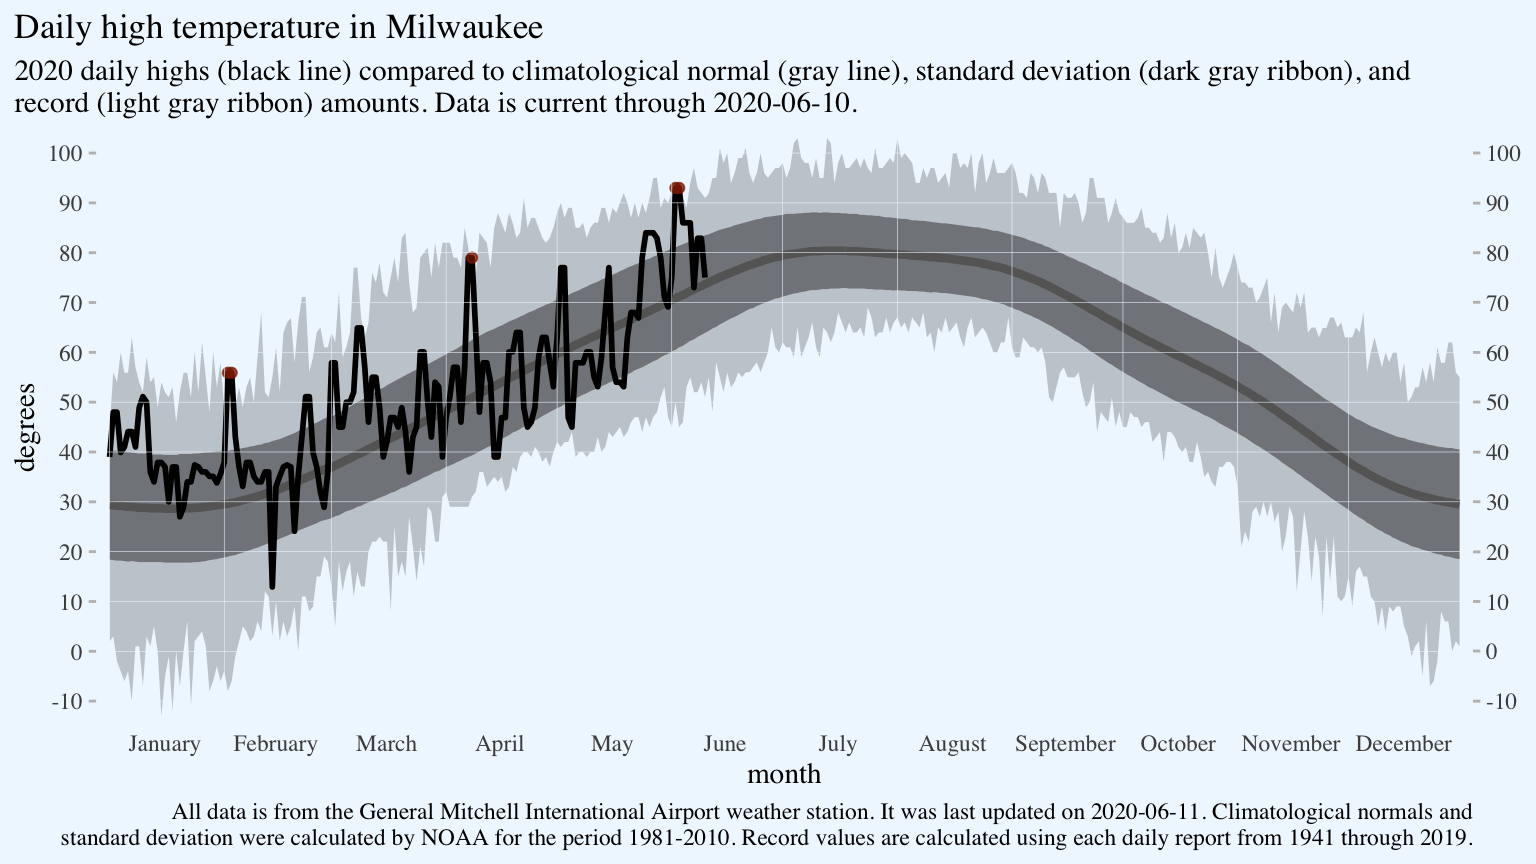 Daily high temperature in Milwaukee
2020 daily highs (black line) compared to climatological normal (gray line), standard deviation (dark gray ribbon), and
record (light gray ribbon) amounts. Data is current through 2020-06-10.
100 100
90 90
80 80
70 70
60 60
50 50
40 40
30 30
20 20
10 10
0 0
-10 -10
degrees
January February March April May June July August September October November December
month
All data is from the General Mitchell International Airport weather station. It was last updated on 2020-06-11. Climatological normals and
standard deviation were calculated by NOAA for the period 1981-2010. Record values are calculated using each daily report from 1941 through 2019.